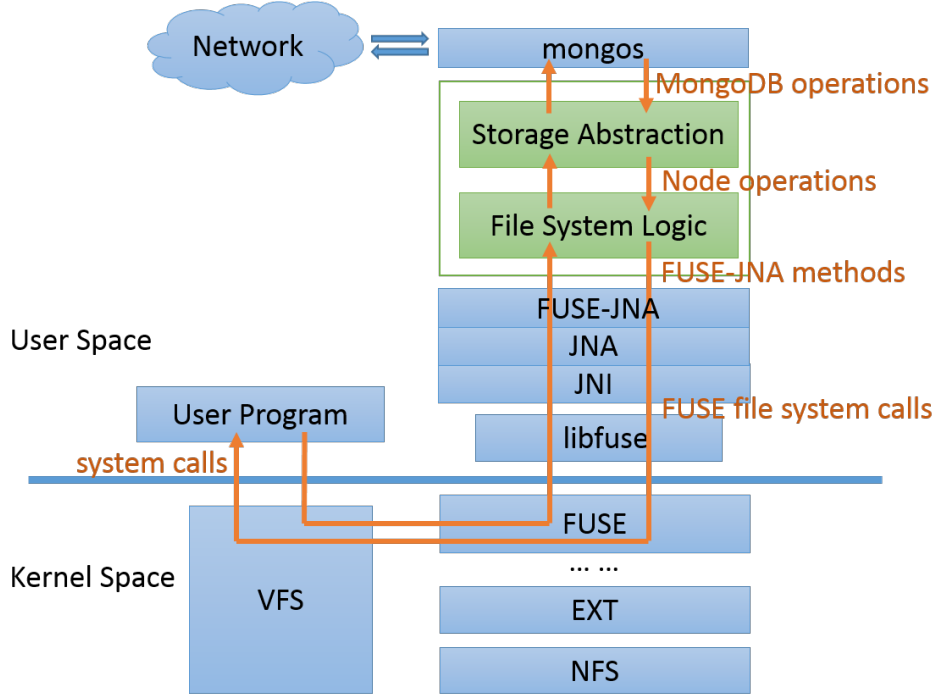 Network
mongos
MongoDB operations
Storage Abstraction
Node operations
File System Logic
FUSE-JNA methods
FUSE-JNA
User Space
JNA
JNI
User Program
FUSE file system calls
libfuse
system calls
FUSE
... ...
Kernel Space
VFS
EXT
NFS